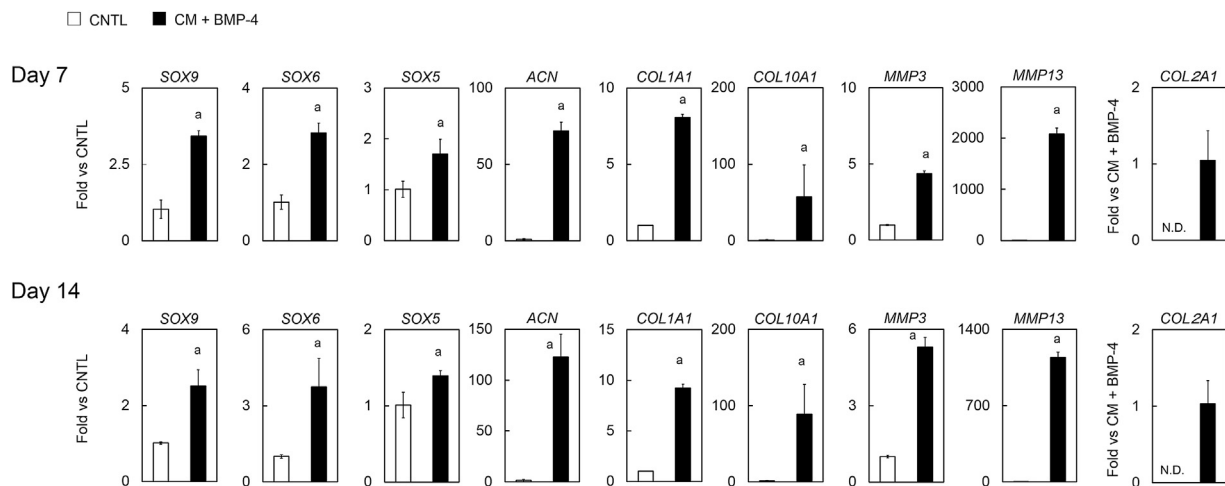 CNTL CM + BMP-4
Day 7
SOX9 SOX6 SOX5 ACN COL1A1 COL10A1 MMP3 MMP13 COL2A1
Fold vs CNTL
5
2.5
0
a
4
2
0
a
3
2
1
0
a
100
50
0
a
10
5
0
a
200
100
0
a
10
5
0
a
3000
2000
1000
0
a
Fold vs CM + BMP-4
2
1
0
N.D.
Day 14
SOX9 SOX6 SOX5 ACN COL1A1 COL10A1 MMP3 MMP13 COL2A1
Fold vs CNTL
4
2
0
a
6
3
0
a
2
1
0
a
150
100
50
0
a
15
10
5
0
a
200
100
0
a
6
3
0
a
1400
700
0
a
Fold vs CM + BMP-4
2
1
0
N.D.